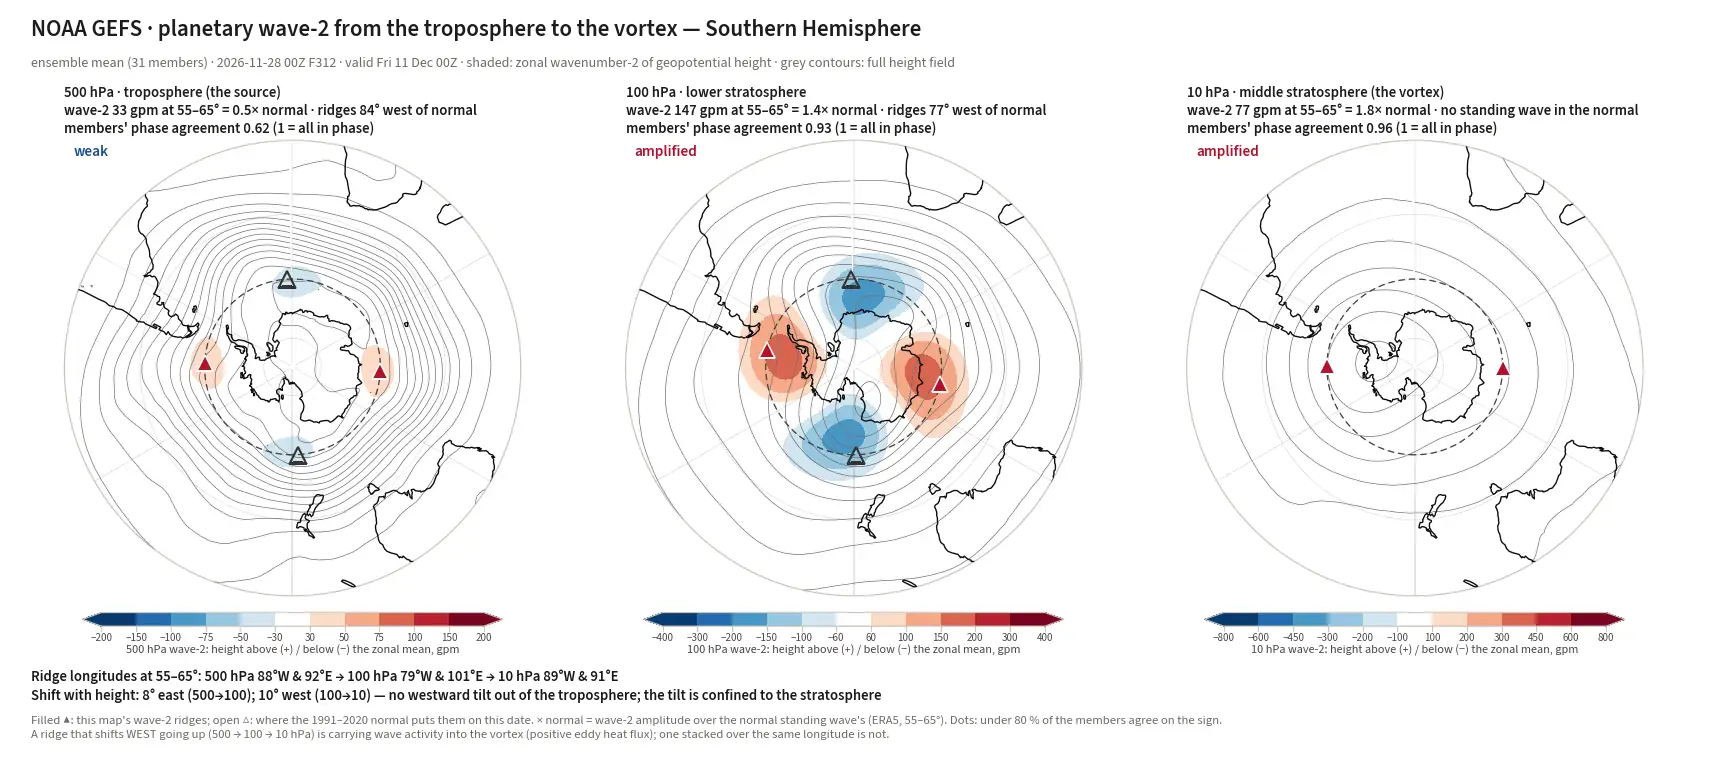 NOAA GEFS · planetary wave-2 from the troposphere to the vortex — Southern Hemisphere
ensemble mean (31 members) · 2026-11-28 00Z F312 · valid Fri 11 Dec 00Z · shaded: zonal wavenumber-2 of geopotential height · grey contours: full height field
500 hPa · troposphere (the source)
wave-2 33 gpm at 55–65° = 0.5× normal · ridges 84° west of normal
members' phase agreement 0.62 (1 = all in phase)
weak
100 hPa · lower stratosphere
wave-2 147 gpm at 55–65° = 1.4× normal · ridges 77° west of normal
members' phase agreement 0.93 (1 = all in phase)
amplified
10 hPa · middle stratosphere (the vortex)
wave-2 77 gpm at 55–65° = 1.8× normal · no standing wave in the normal
members' phase agreement 0.96 (1 = all in phase)
amplified
−200 −150 −100 −75 −50 −30 30 50 75 100 150 200
500 hPa wave-2: height above (+) / below (−) the zonal mean, gpm
−400 −300 −200 −150 −100 −60 60 100 150 200 300 400
100 hPa wave-2: height above (+) / below (−) the zonal mean, gpm
−800 −600 −450 −300 −200 −100 100 200 300 450 600 800
10 hPa wave-2: height above (+) / below (−) the zonal mean, gpm
Ridge longitudes at 55–65°: 500 hPa 88°W & 92°E → 100 hPa 79°W & 101°E → 10 hPa 89°W & 91°E
Shift with height: 8° east (500→100); 10° west (100→10) — no westward tilt out of the troposphere; the tilt is confined to the stratosphere
Filled ▲: this map's wave-2 ridges; open △: where the 1991–2020 normal puts them on this date. × normal = wave-2 amplitude over the normal standing wave's (ERA5, 55–65°). Dots: under 80 % of the members agree on the sign.
A ridge that shifts WEST going up (500 → 100 → 10 hPa) is carrying wave activity into the vortex (positive eddy heat flux); one stacked over the same longitude is not.